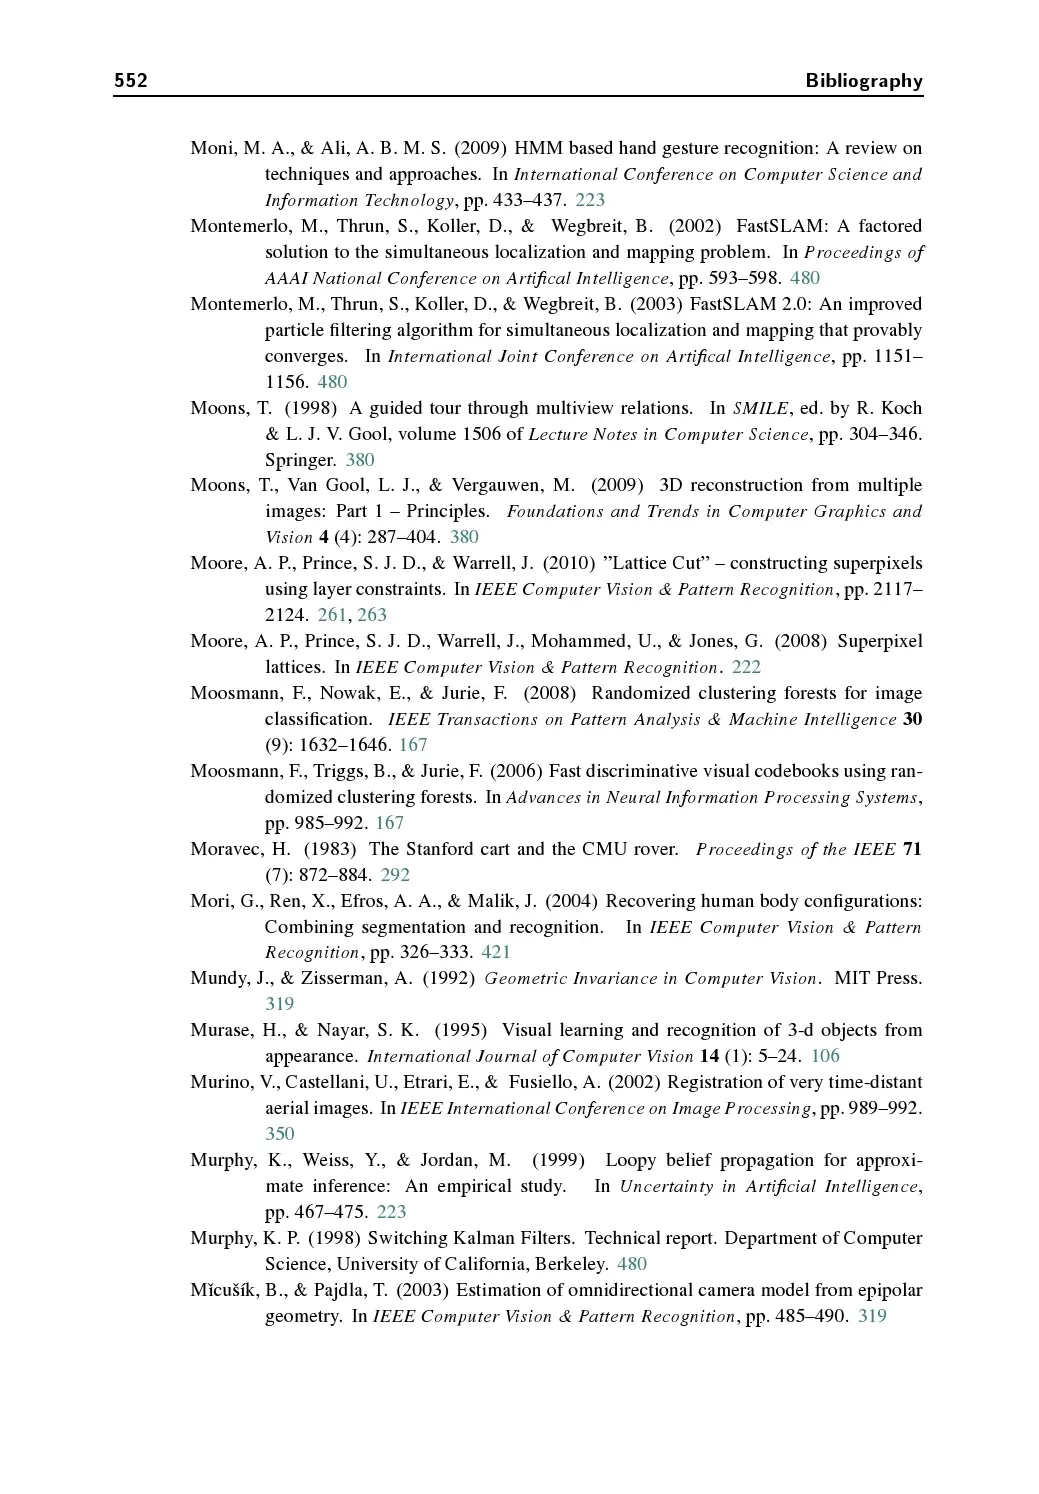 552 Bibliography
Moni, M. A., & Ali, A. B. M. S. (2009) HMM based hand gesture recognition: A review on
techniques and approaches. In International Conference on Computer Science and
Information Technology, pp. 433–437. 223
Montemerlo, M., Thrun, S., Koller, D., & Wegbreit, B. (2002) FastSLAM: A factored
solution to the simultaneous localization and mapping problem. In Proceedings of
AAAI National Conference on Artifical Intelligence, pp. 593–598. 480
Montemerlo, M., Thrun, S., Koller, D., & Wegbreit, B. (2003) FastSLAM 2.0: An improved
particle filtering algorithm for simultaneous localization and mapping that provably
converges. In International Joint Conference on Artifical Intelligence, pp. 1151–
1156. 480
Moons, T. (1998) A guided tour through multiview relations. In SMILE, ed. by R. Koch
& L. J. V. Gool, volume 1506 of Lecture Notes in Computer Science, pp. 304–346.
Springer. 380
Moons, T., Van Gool, L. J., & Vergauwen, M. (2009) 3D reconstruction from multiple
images: Part 1 – Principles. Foundations and Trends in Computer Graphics and
Vision 4 (4): 287–404. 380
Moore, A. P., Prince, S. J. D., & Warrell, J. (2010) ”Lattice Cut” – constructing superpixels
using layer constraints. In IEEE Computer Vision & Pattern Recognition, pp. 2117–
2124. 261, 263
Moore, A. P., Prince, S. J. D., Warrell, J., Mohammed, U., & Jones, G. (2008) Superpixel
lattices. In IEEE Computer Vision & Pattern Recognition. 222
Moosmann, F., Nowak, E., & Jurie, F. (2008) Randomized clustering forests for image
classification. IEEE Transactions on Pattern Analysis & Machine Intelligence 30
(9): 1632–1646. 167
Moosmann, F., Triggs, B., & Jurie, F. (2006) Fast discriminative visual codebooks using ran-
domized clustering forests. In Advances in Neural Information Processing Systems,
pp. 985–992. 167
Moravec, H. (1983) The Stanford cart and the CMU rover. Proceedings of the IEEE 71
(7): 872–884. 292
Mori, G., Ren, X., Efros, A. A., & Malik, J. (2004) Recovering human body configurations:
Combining segmentation and recognition. In IEEE Computer Vision & Pattern
Recognition, pp. 326–333. 421
Mundy, J., & Zisserman, A. (1992) Geometric Invariance in Computer Vision. MIT Press.
319
Murase, H., & Nayar, S. K. (1995) Visual learning and recognition of 3-d objects from
appearance. International Journal of Computer Vision 14 (1): 5–24. 106
Murino, V., Castellani, U., Etrari, E., & Fusiello, A. (2002) Registration of very time-distant
aerial images. In IEEE International Conference on Image Processing, pp. 989–992.
350
Murphy, K., Weiss, Y., & Jordan, M. (1999) Loopy belief propagation for approxi-
mate inference: An empirical study. In Uncertainty in Artificial Intelligence,
pp. 467–475. 223
Murphy, K. P. (1998) Switching Kalman Filters. Technical report. Department of Computer
Science, University of California, Berkeley. 480
Mǐcušík, B., & Pajdla, T. (2003) Estimation of omnidirectional camera model from epipolar
geometry. In IEEE Computer Vision & Pattern Recognition, pp. 485–490. 319